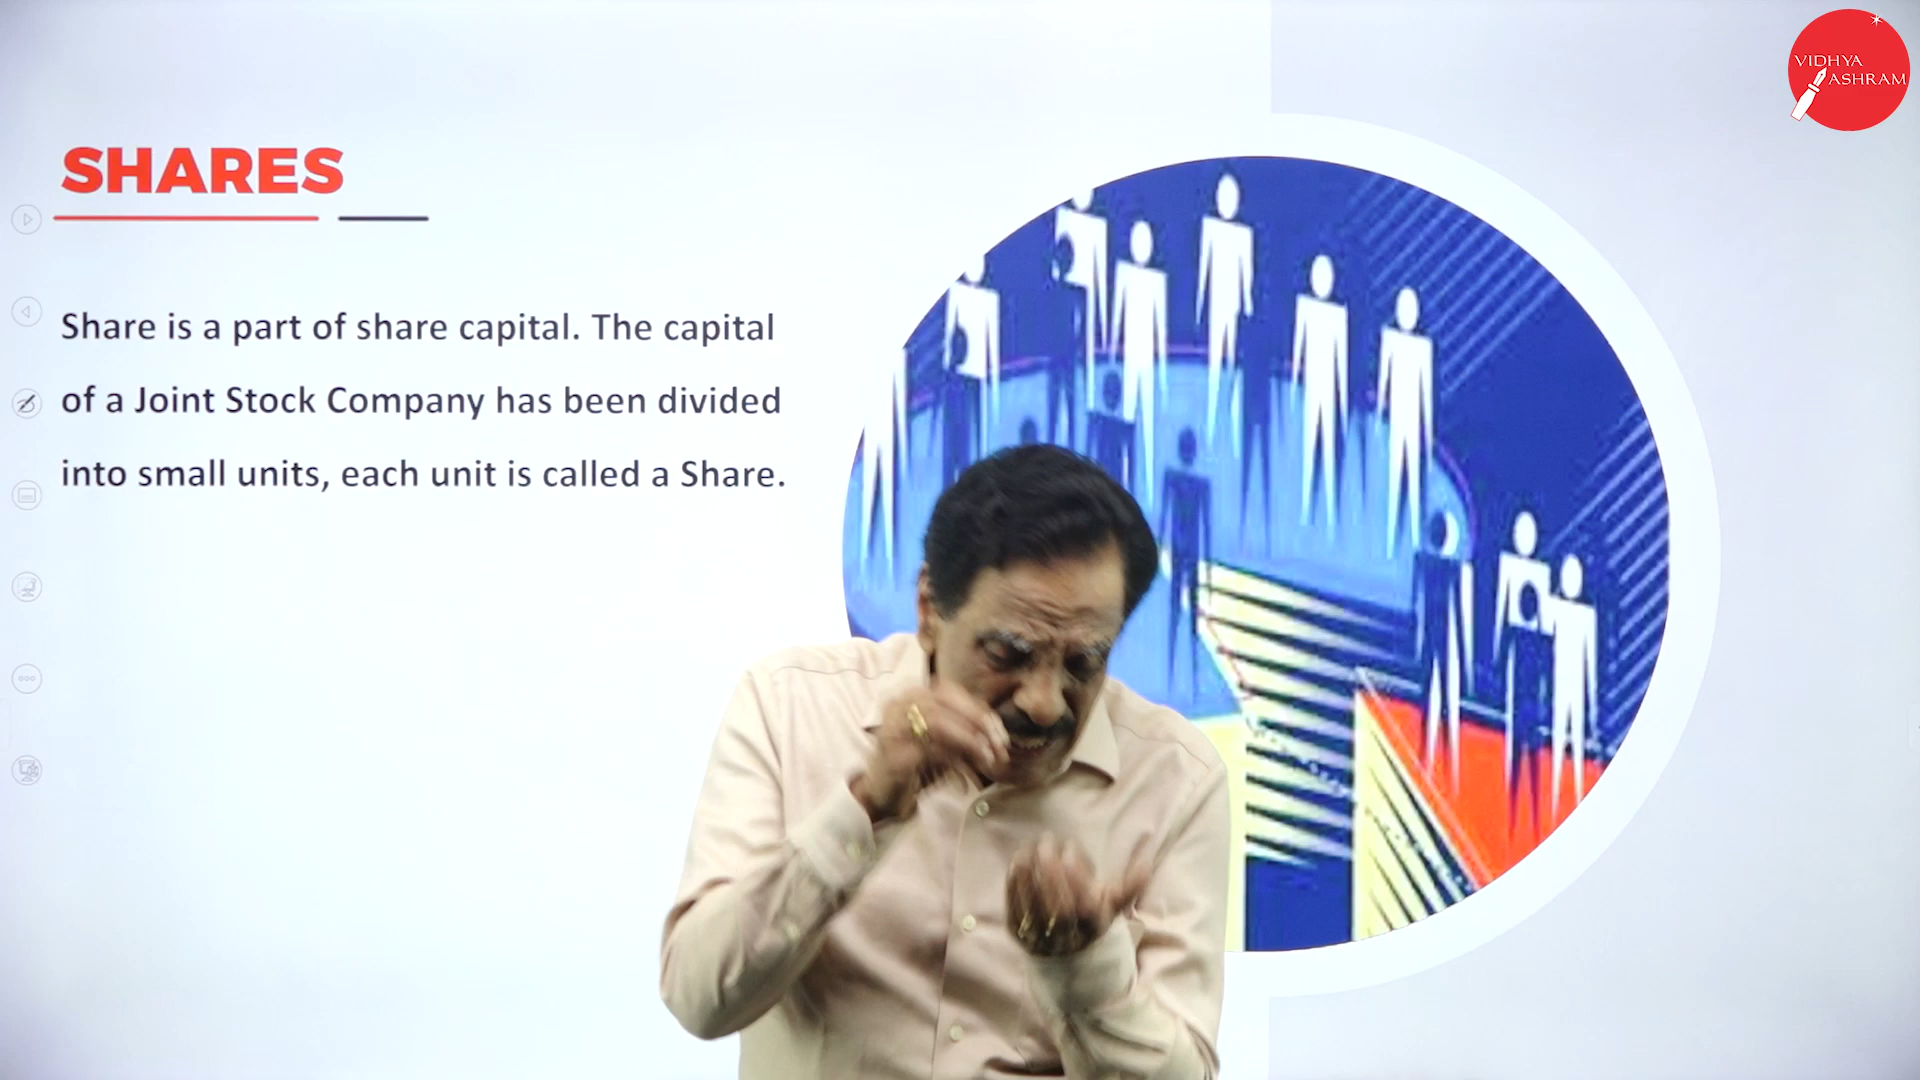 VIDHYA
ASHRAM
SHARES
Share is a part of share capital. The capital
of a Joint Stock Company has been divided
into small units, each unit is called a Share.